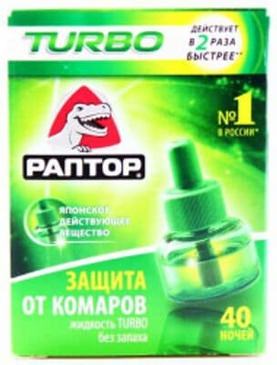 TURBO
ДЕЙСТВУЕТ
В 2 РАЗА
БЫСТРЕЕ**
РАПТОР
№1
В РОССИИ*
ЯПОНСКОЕ
ДЕЙСТВУЮЩЕЕ
ВЕЩЕСТВО
ЗАЩИТА
ОТ КОМАРОВ
жидкость TURBO
без запаха
40
НОЧЕЙ